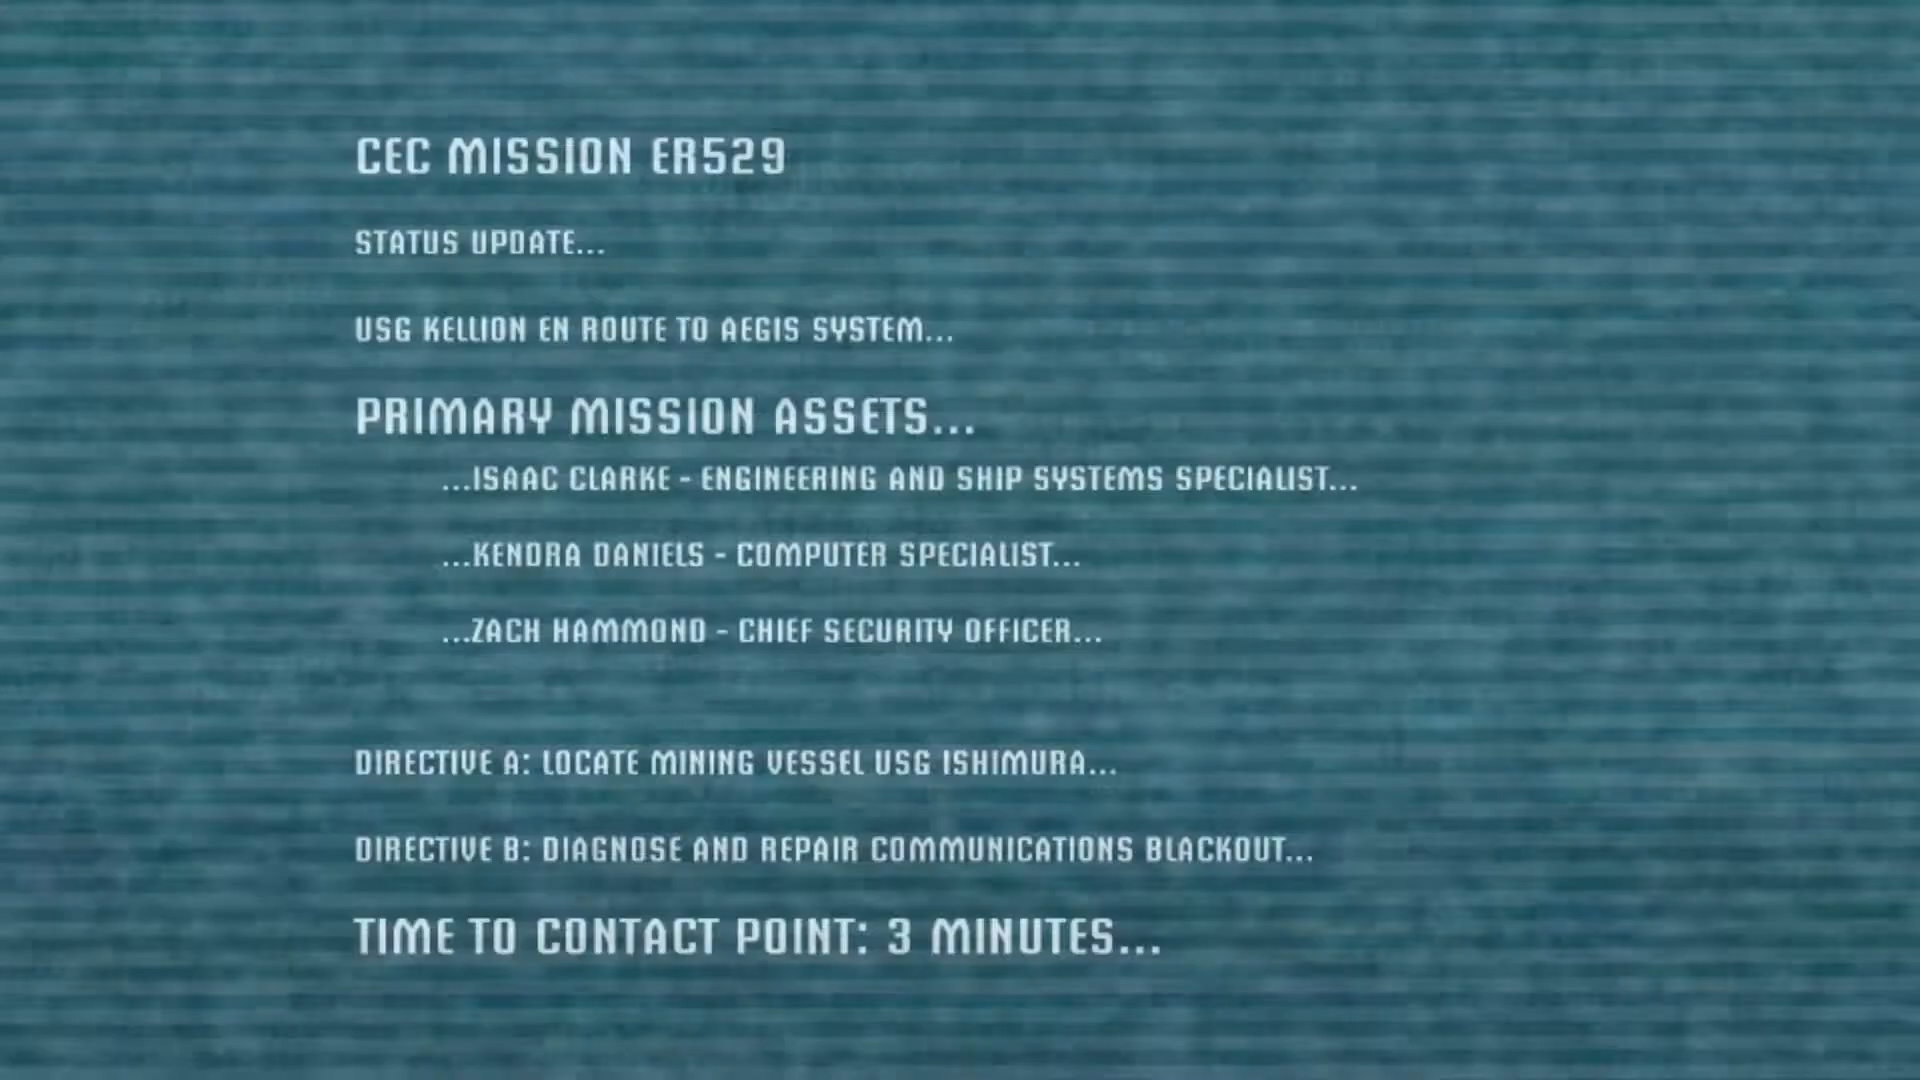 CEC MISSION ER529
STATUS UPDATE...
USG KELLION EN ROUTE TO AEGIS SYSTEM...
PRIMARY MISSION ASSETS...
...ISAAC CLARKE - ENGINEERING AND SHIP SYSTEMS SPECIALIST...
...KENDRA DANIELS - COMPUTER SPECIALIST...
...ZACH HAMMOND - CHIEF SECURITY OFFICER...
DIRECTIVE A: LOCATE MINING VESSEL USG ISHIMURA...
DIRECTIVE B: DIAGNOSE AND REPAIR COMMUNICATIONS BLACKOUT...
TIME TO CONTACT POINT: 3 MINUTES...